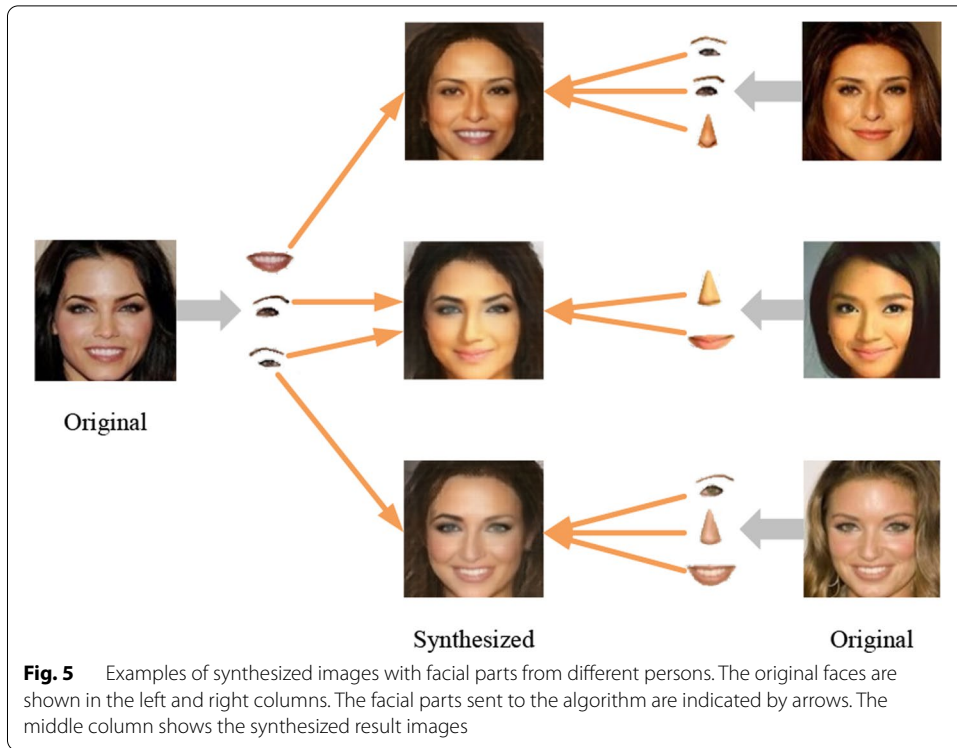 Original
Synthesized
Original
Fig. 5 Examples of synthesized images with facial parts from different persons. The original faces are
shown in the left and right columns. The facial parts sent to the algorithm are indicated by arrows. The
middle column shows the synthesized result images